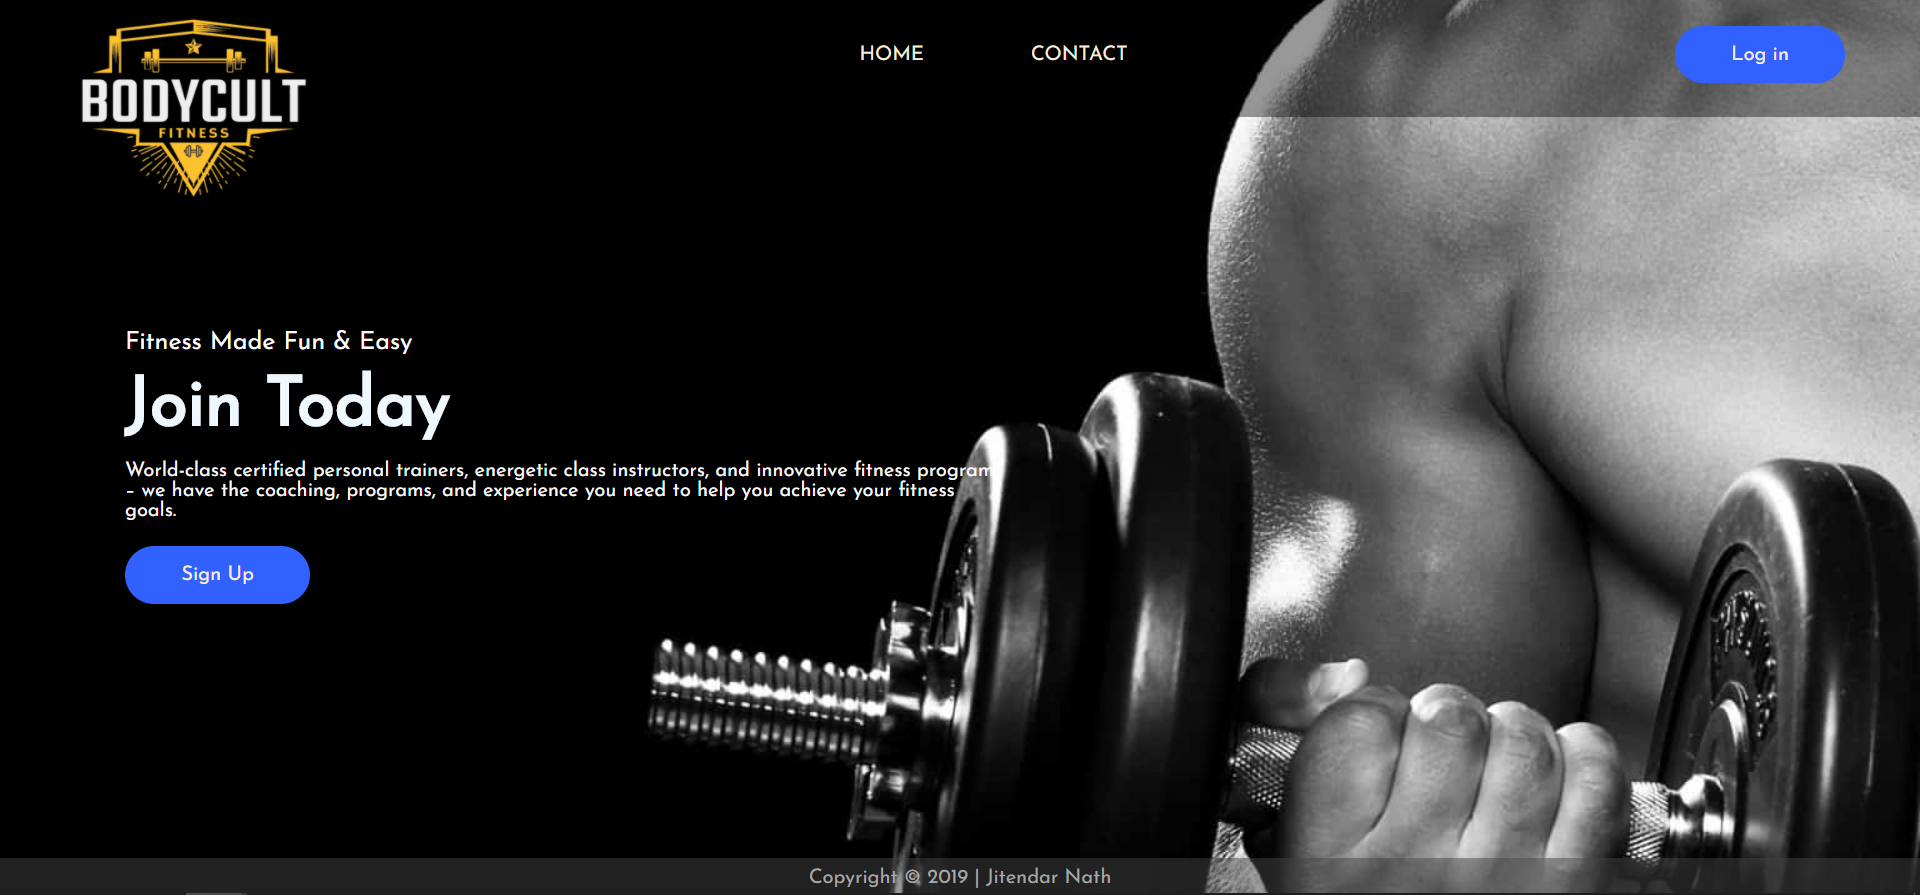 BODYCULT
FITNESS
HOME
CONTACT
Log in
Fitness Made Fun & Easy
Join Today
World-class certified personal trainers, energetic class instructors, and innovative fitness program
– we have the coaching, programs, and experience you need to help you achieve your fitness
goals.
Sign Up
Copyright © 2019 | Jitendar Nath